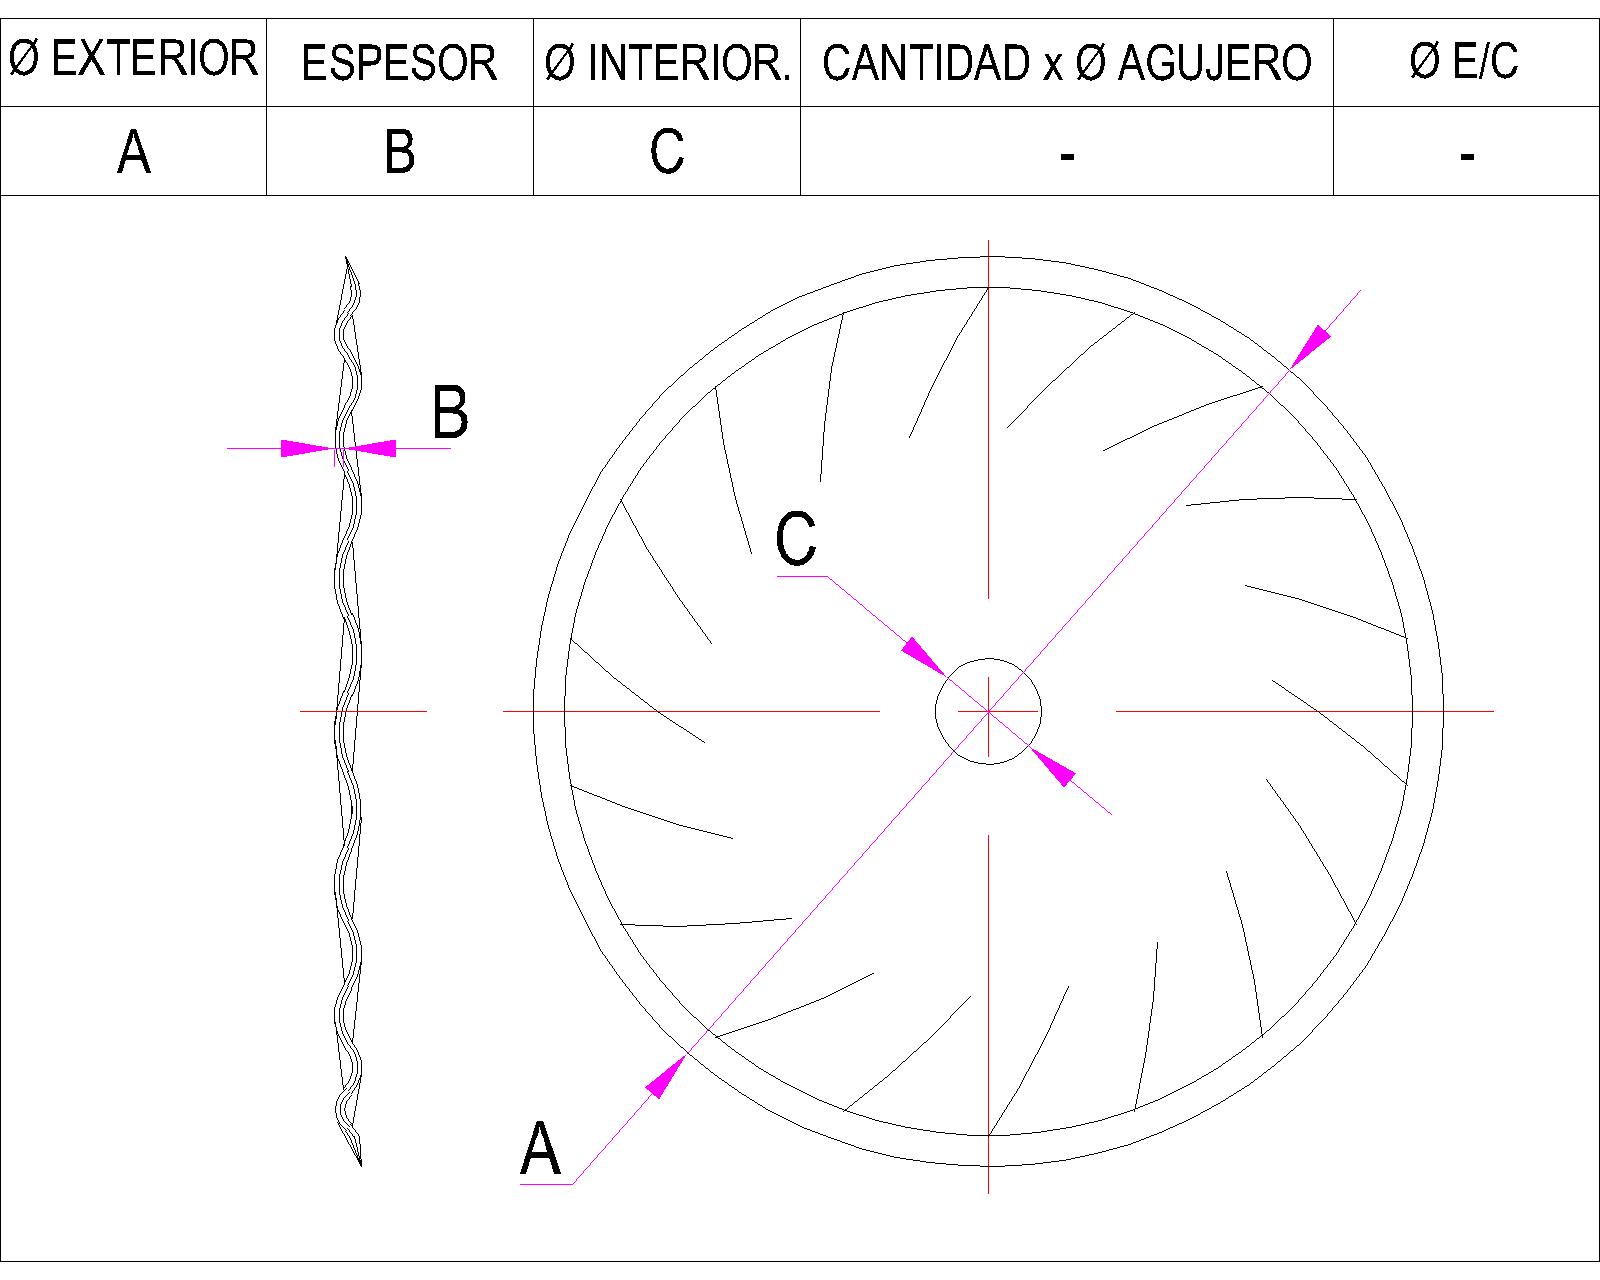 Ø EXTERIOR ESPESOR Ø INTERIOR. CANTIDAD x Ø AGUJERO Ø E/C
A B C - -
B
C
A